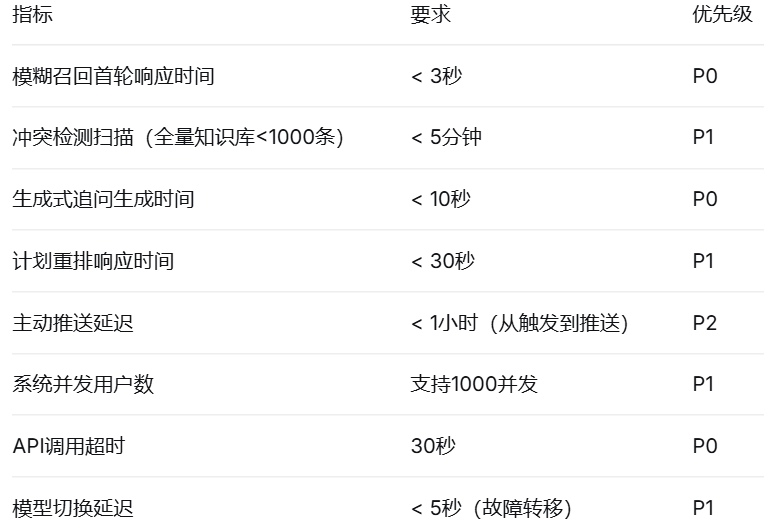 指标 要求 优先级
模糊召回首轮响应时间 < 3秒 P0
冲突检测扫描（全量知识库<1000条） < 5分钟 P1
生成式追问生成时间 < 10秒 P0
计划重排响应时间 < 30秒 P1
主动推送延迟 < 1小时（从触发到推送） P2
系统并发用户数 支持1000并发 P1
API调用超时 30秒 P0
模型切换延迟 < 5秒（故障转移） P1